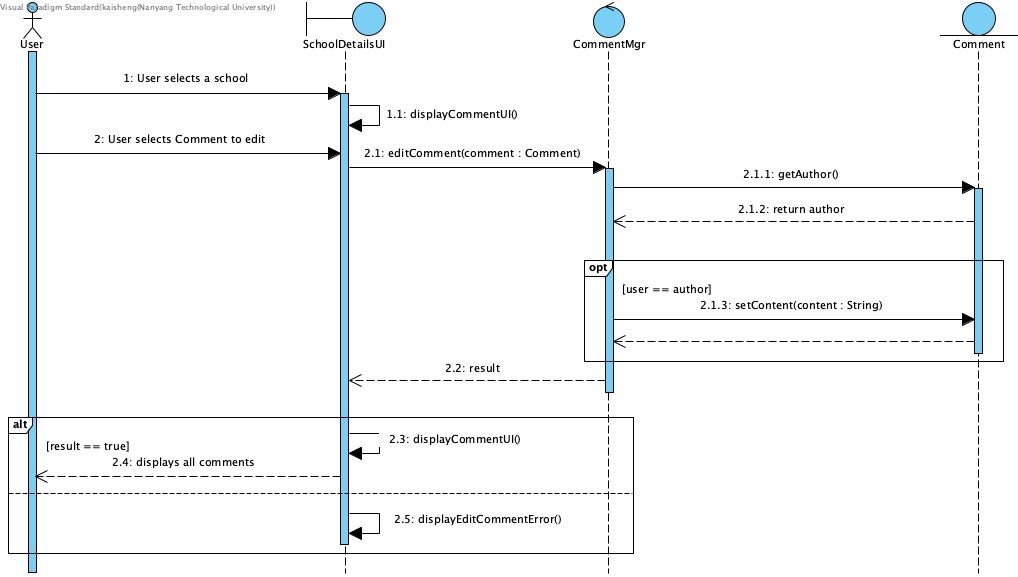 Visual Paradigm Standard(kaisheng(Nanyang Technological University))
User
SchoolDetailsUI
CommentMgr
Comment
1: User selects a school
1.1: displayCommentUI()
2: User selects Comment to edit
2.1: editComment(comment : Comment)
2.1.1: getAuthor()
2.1.2: return author
opt
[user == author]
2.1.3: setContent(content : String)
2.2: result
alt
2.3: displayCommentUI()
[result == true]
2.4: displays all comments
2.5: displayEditCommentError()